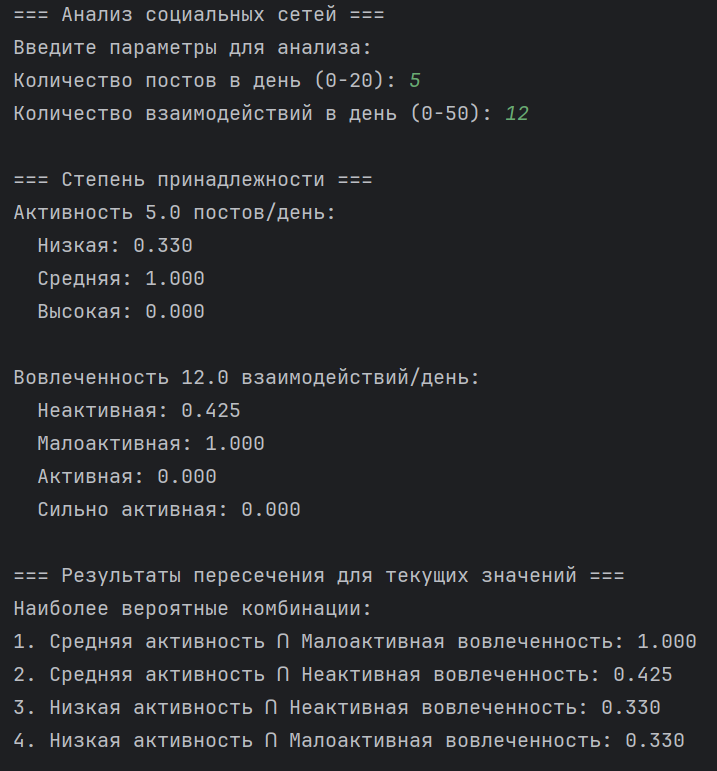 === Анализ социальных сетей ===
Введите параметры для анализа:
Количество постов в день (0-20): 5
Количество взаимодействий в день (0-50): 12
=== Степень принадлежности ===
Активность 5.0 постов/день:
Низкая: 0.330
Средняя: 1.000
Высокая: 0.000
Вовлеченность 12.0 взаимодействий/день:
Неактивная: 0.425
Малоактивная: 1.000
Активная: 0.000
Сильно активная: 0.000
=== Результаты пересечения для текущих значений ===
Наиболее вероятные комбинации:
1. Средняя активность ∩ Малоактивная вовлеченность: 1.000
2. Средняя активность ∩ Неактивная вовлеченность: 0.425
3. Низкая активность ∩ Неактивная вовлеченность: 0.330
4. Низкая активность ∩ Малоактивная вовлеченность: 0.330